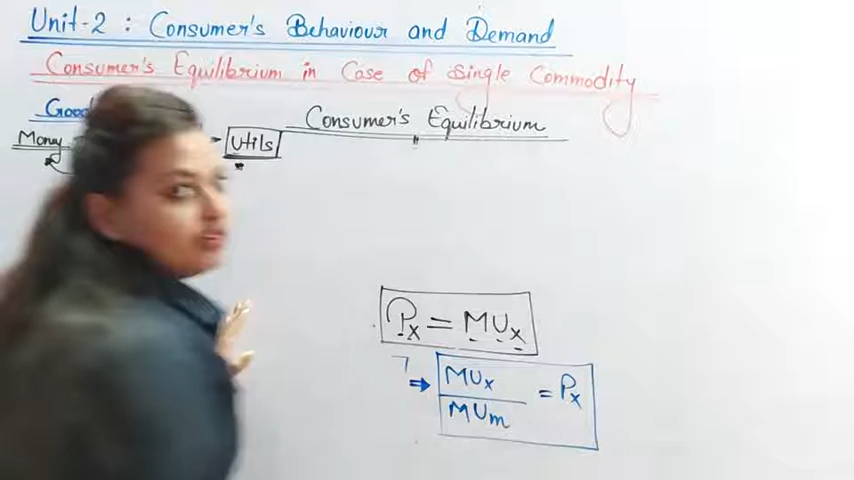 Unit-2 : Consumer's Behaviour and Demand
Consumer's Equilibrium in Case of Single Commodity
Good
Consumer's Equilibrium
Money
Utils
Px = MUx
⇒ MUx / MUm = Px